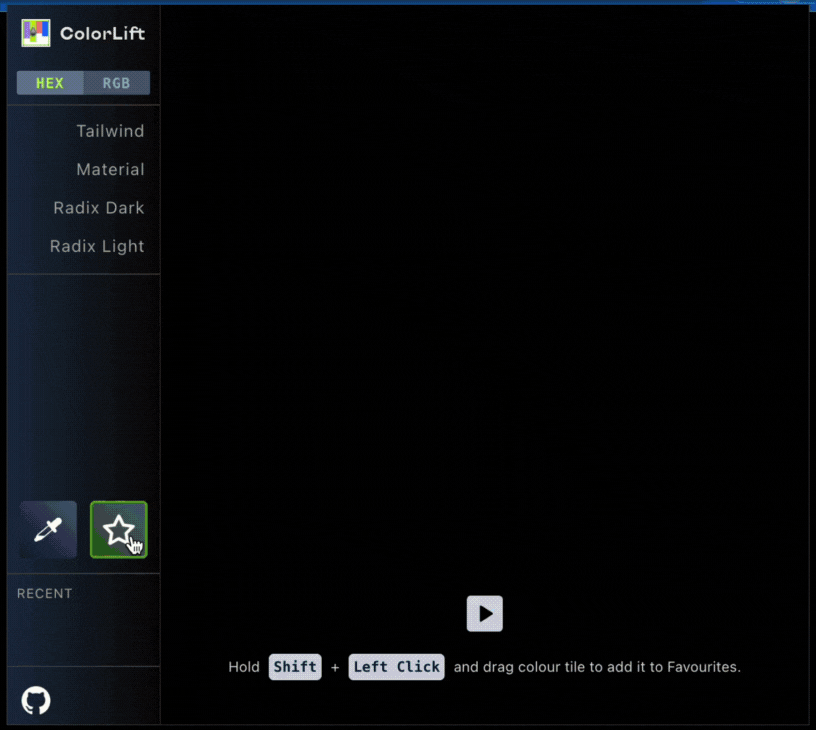 ColorLift
HEX RGB
Tailwind
Material
Radix Dark
Radix Light
RECENT
Hold Shift + Left Click and drag colour tile to add it to Favourites.